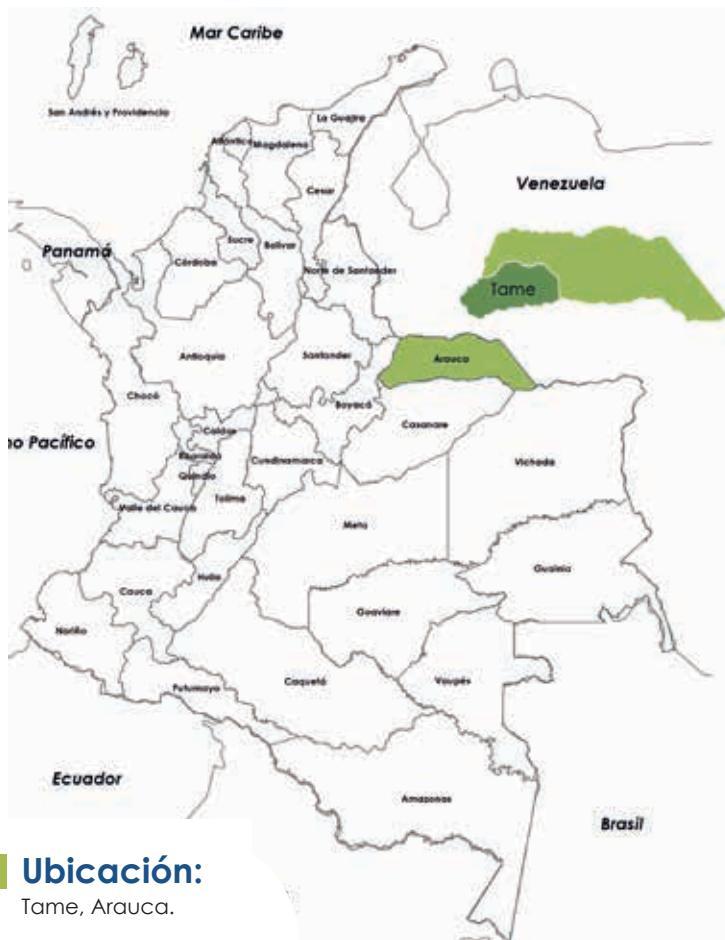 Mar Caribe
San Andrés y Providencia
La Guajira
Atlántico
Magdalena
Cesar
Venezuela
Panamá
Sucre
Bolívar
Córdoba
Norte de Santander
Tame
Antioquia
Santander
Arauca
Chocó
Boyacá
Casanare
no Pacífico
Caldas
Risaralda
Cundinamarca
Vichada
Quindío
Tolima
Valle del Cauca
Meta
Guainía
Huila
Cauca
Guaviare
Nariño
Caquetá
Vaupés
Putumayo
Ecuador
Amazonas
Brasil
Ubicación:
Tame, Arauca.